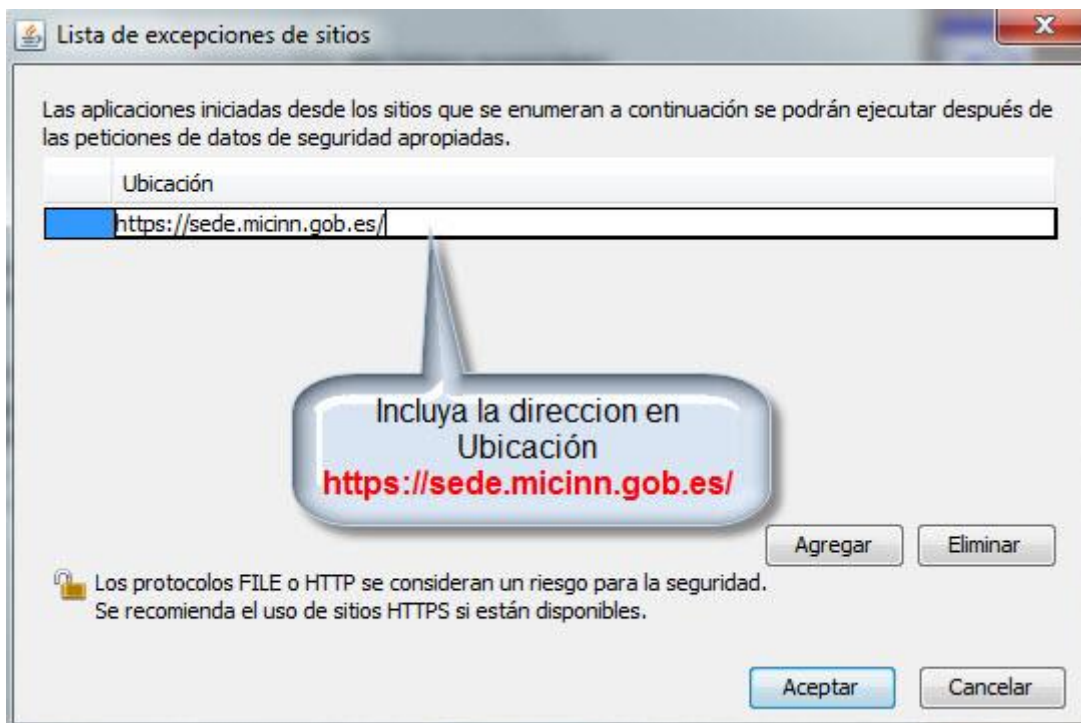 Lista de excepciones de sitios
Las aplicaciones iniciadas desde los sitios que se enumeran a continuación se podrán ejecutar después de
las peticiones de datos de seguridad apropiadas.
Ubicación
https://sede.micinn.gob.es/
Incluya la direccion en
Ubicación
https://sede.micinn.gob.es/
Agregar
Eliminar
Los protocolos FILE o HTTP se consideran un riesgo para la seguridad.
Se recomienda el uso de sitios HTTPS si están disponibles.
Aceptar
Cancelar